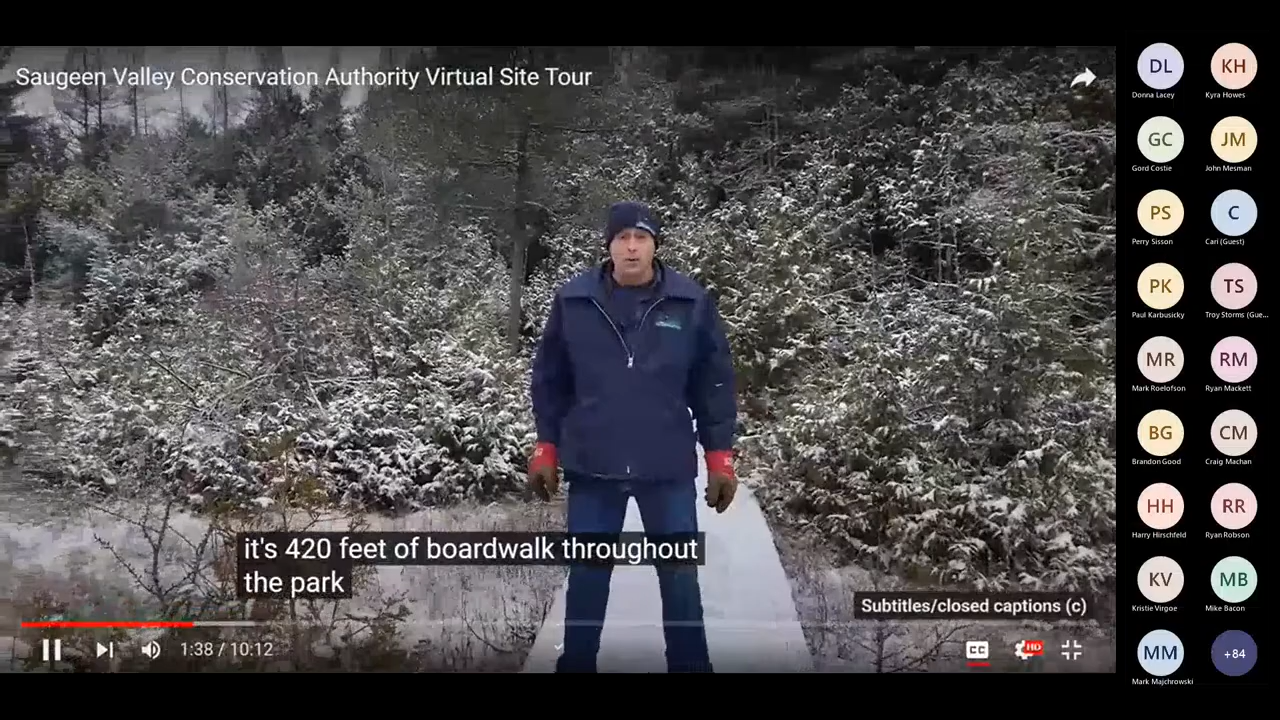 Saugeen Valley Conservation Authority Virtual Site Tour
it's 420 feet of boardwalk throughout
the park
Subtitles/closed captions (c)
1:38 / 10:12
CC
HD
DL
KH
Donna Lacey
Kyra Howes
GC
JM
Gord Costie
John Mesman
PS
C
Perry Sisson
Cari (Guest)
PK
TS
Paul Karbusicky
Troy Storms (Gue...
MR
RM
Mark Roelofson
Ryan Mackett
BG
CM
Brandon Good
Craig Machan
HH
RR
Harry Hirschfeld
Ryan Robson
KV
MB
Kristie Virgoe
Mike Bacon
MM
+84
Mark Majchrowski